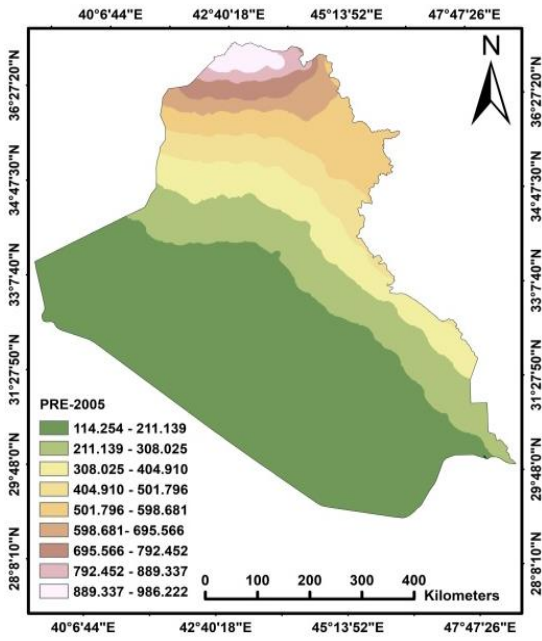 40°6'44"E 42°40'18"E 45°13'52"E 47°47'26"E
N
36°27'20"N 36°27'20"N
34°47'30"N 34°47'30"N
33°7'40"N 33°7'40"N
31°27'50"N 31°27'50"N
29°48'0"N 29°48'0"N
28°8'10"N 28°8'10"N
PRE-2005
114.254 - 211.139
211.139 - 308.025
308.025 - 404.910
404.910 - 501.796
501.796 - 598.681
598.681- 695.566
695.566 - 792.452
792.452 - 889.337
889.337 - 986.222
0 100 200 300 400
Kilometers
40°6'44"E 42°40'18"E 45°13'52"E 47°47'26"E